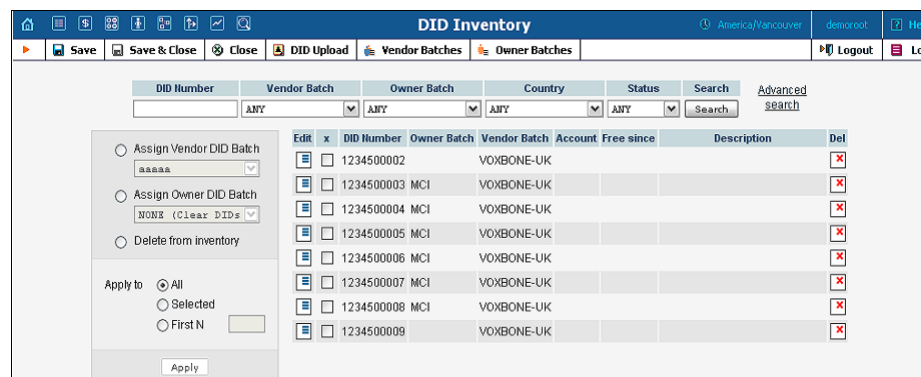 DID Inventory America/Vancouver demoroot
Save Save & Close Close DID Upload Vendor Batches Owner Batches Logout
DID Number Vendor Batch Owner Batch Country Status Search Advanced search
ANY ANY ANY ANY Search
Edit x DID Number Owner Batch Vendor Batch Account Free since Description Del
Assign Vendor DID Batch
aaaaa
Assign Owner DID Batch
NONE (Clear DIDs
Delete from inventory
Apply to All
Selected
First N
Apply
1234500002 VOXBONE-UK
1234500003 MCI VOXBONE-UK
1234500004 MCI VOXBONE-UK
1234500005 MCI VOXBONE-UK
1234500006 MCI VOXBONE-UK
1234500007 MCI VOXBONE-UK
1234500008 MCI VOXBONE-UK
1234500009 VOXBONE-UK